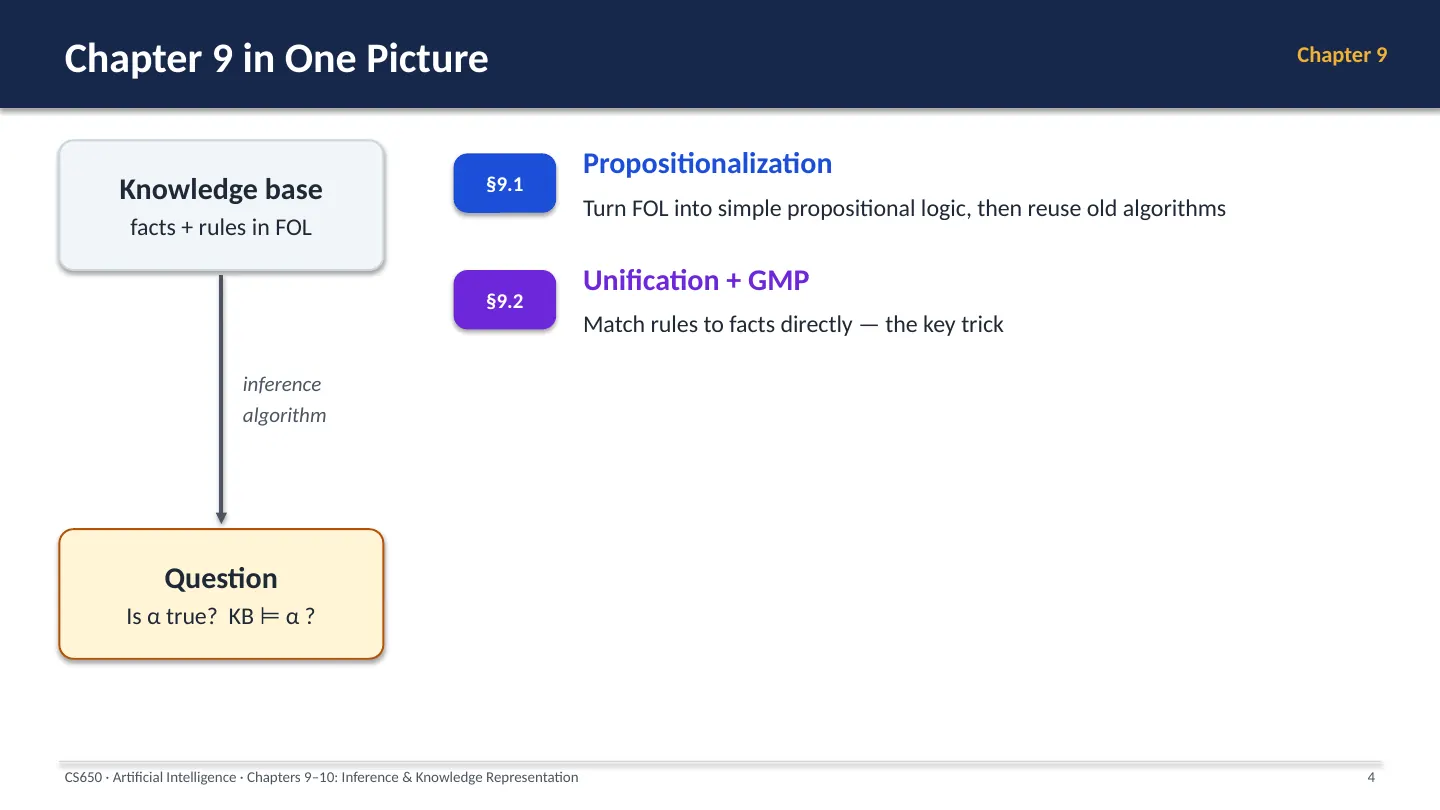 Chapter 9 in One Picture
Chapter 9
Knowledge base
facts + rules in FOL
inference
algorithm
Question
Is α true?  KB ⊨ α ?
§9.1
Propositionalization
Turn FOL into simple propositional logic, then reuse old algorithms
§9.2
Unification + GMP
Match rules to facts directly — the key trick
CS650 · Artificial Intelligence · Chapters 9–10: Inference & Knowledge Representation
4